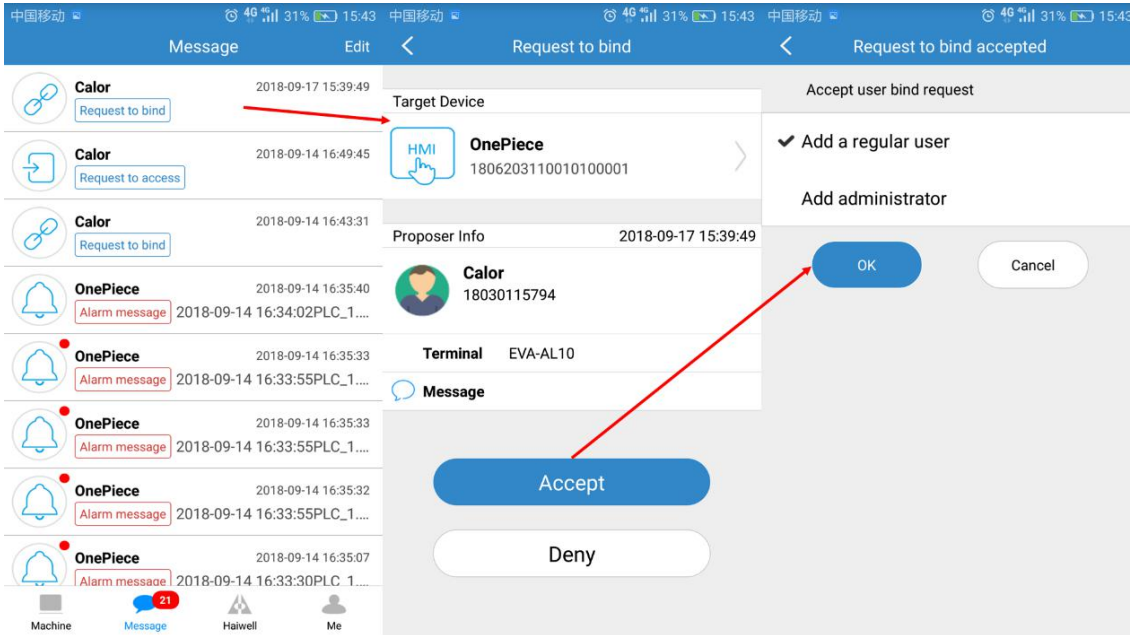 中国移动 4G 4G 31% 15:43
Message Edit
Calor 2018-09-17 15:39:49
Request to bind
Calor 2018-09-14 16:49:45
Request to access
Calor 2018-09-14 16:43:31
Request to bind
OnePiece 2018-09-14 16:35:40
Alarm message 2018-09-14 16:34:02PLC_1....
OnePiece 2018-09-14 16:35:33
Alarm message 2018-09-14 16:33:55PLC_1....
OnePiece 2018-09-14 16:35:33
Alarm message 2018-09-14 16:33:55PLC_1....
OnePiece 2018-09-14 16:35:32
Alarm message 2018-09-14 16:33:55PLC_1....
OnePiece 2018-09-14 16:35:07
Alarm message 2018-09-14 16:33:30PLC_1....
21
Machine Message Haiwell Me
中国移动 4G 4G 31% 15:43
Request to bind
Target Device
HMI
OnePiece
1806203110010100001
Proposer Info 2018-09-17 15:39:49
Calor
18030115794
Terminal EVA-AL10
Message
Accept
Deny
中国移动 4G 4G 31% 15:43
Request to bind accepted
Accept user bind request
Add a regular user
Add administrator
OK Cancel